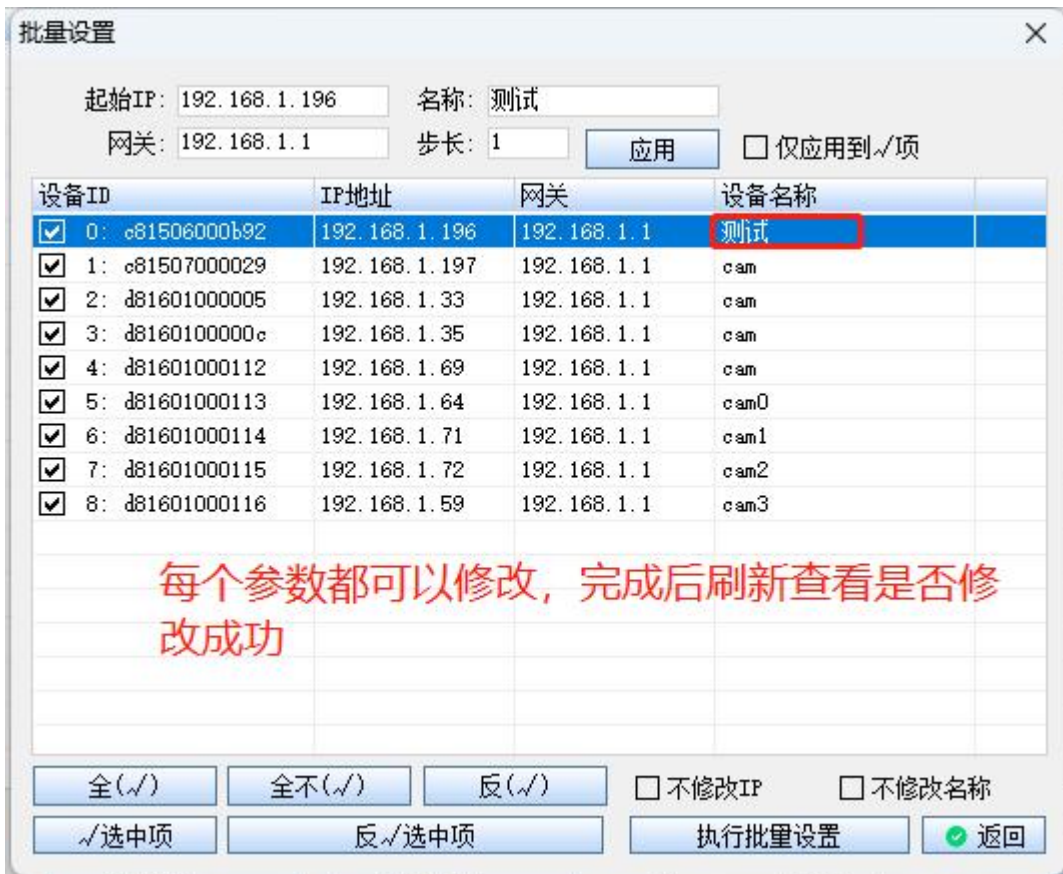 批量设置
起始IP: 192.168.1.196 名称: 测试
网关: 192.168.1.1 步长: 1 应用 仅应用到√项
设备ID IP地址 网关 设备名称
0: c81506000b92 192.168.1.196 192.168.1.1 测试
1: c81507000029 192.168.1.197 192.168.1.1 cam
2: d81601000005 192.168.1.33 192.168.1.1 cam
3: d8160100000c 192.168.1.35 192.168.1.1 cam
4: d81601000112 192.168.1.69 192.168.1.1 cam
5: d81601000113 192.168.1.64 192.168.1.1 cam0
6: d81601000114 192.168.1.71 192.168.1.1 cam1
7: d81601000115 192.168.1.72 192.168.1.1 cam2
8: d81601000116 192.168.1.59 192.168.1.1 cam3
每个参数都可以修改，完成后刷新查看是否修
改成功
全(√) 全不(√) 反(√) 不修改IP 不修改名称
√选中项 反√选中项 执行批量设置 返回